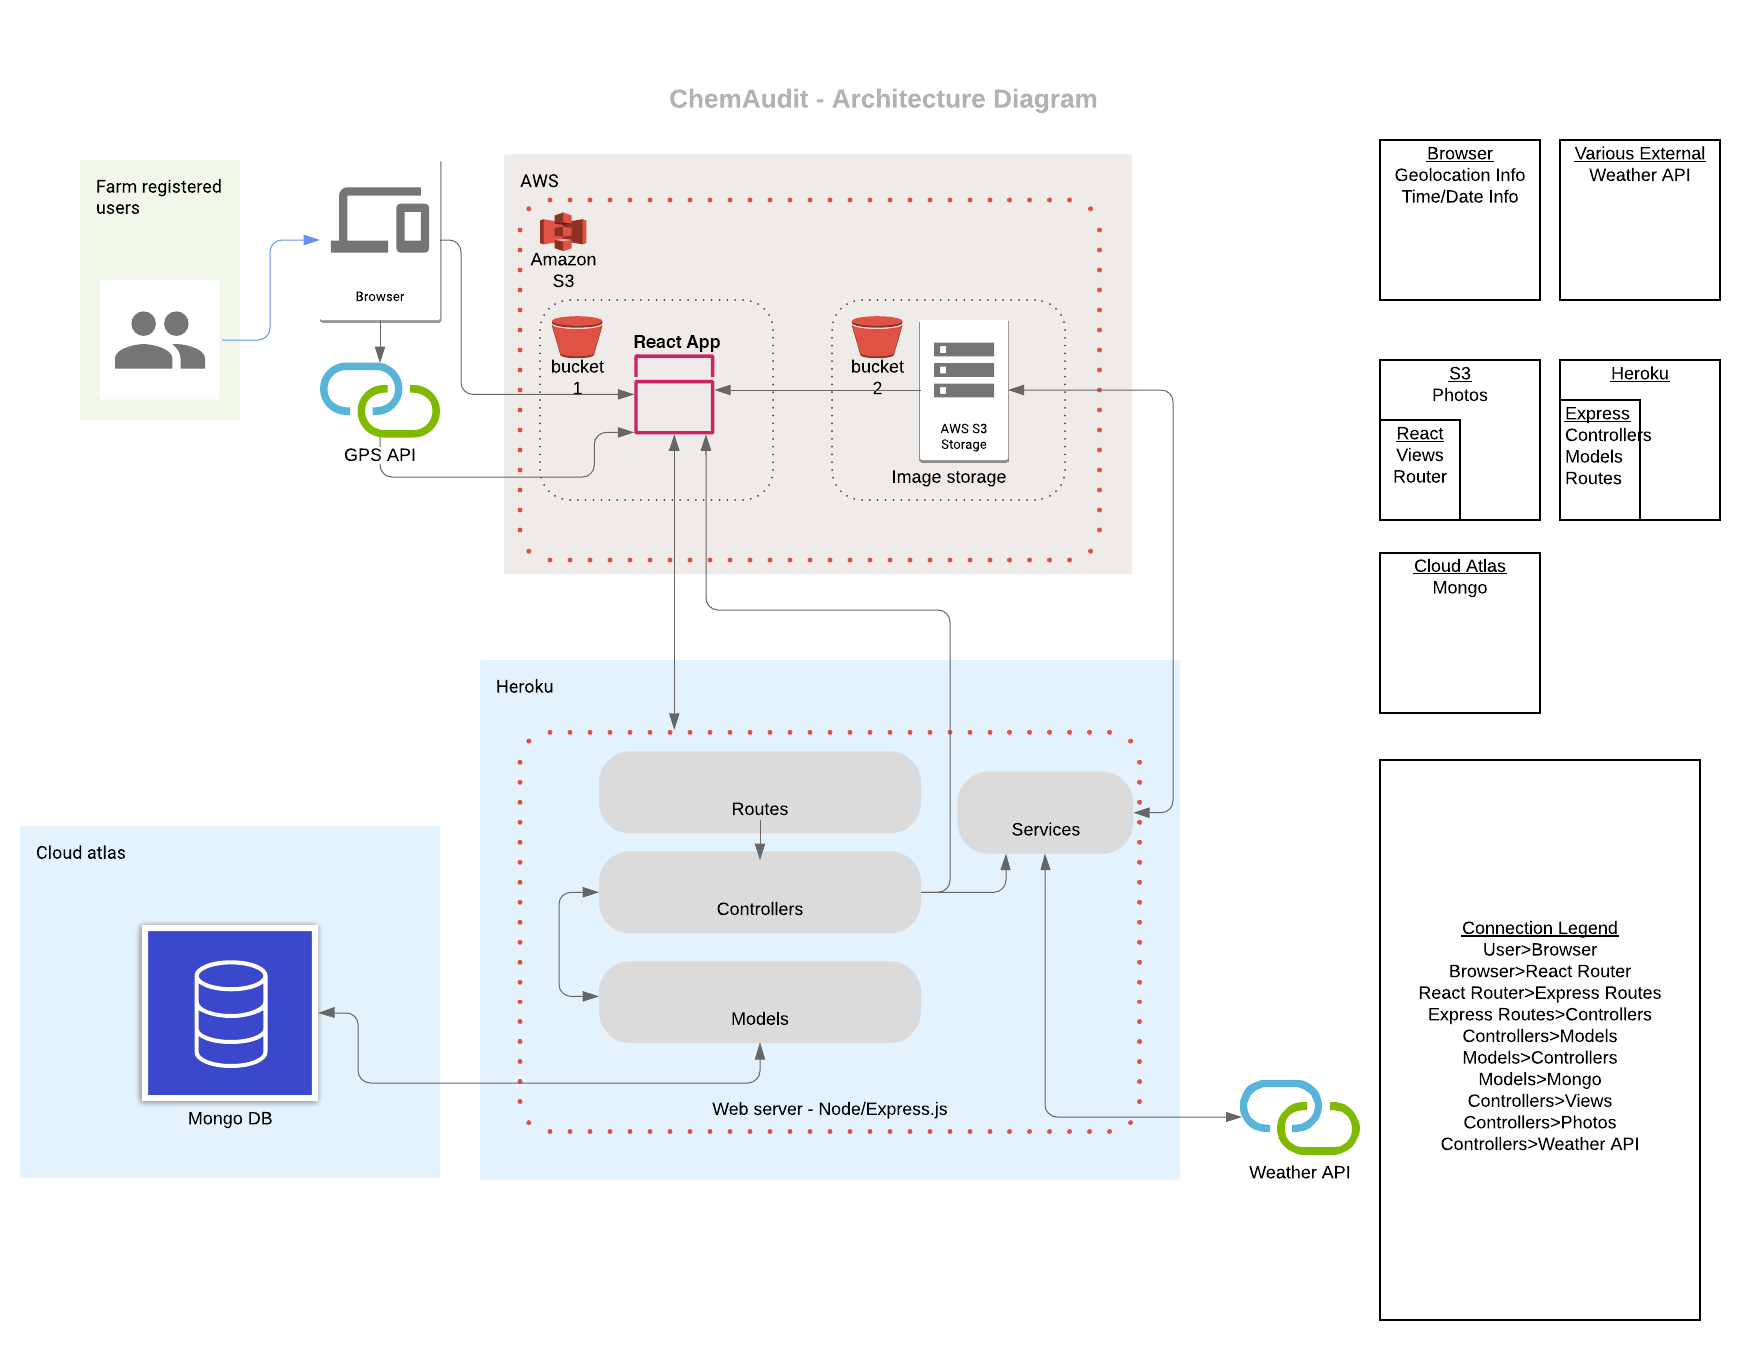 ChemAudit - Architecture Diagram
Farm registered
users
Browser
GPS API
AWS
Amazon
S3
bucket
1
React App
bucket
2
AWS S3
Storage
Image storage
Heroku
Routes
Controllers
Models
Services
Web server - Node/Express.js
Cloud atlas
Mongo DB
Weather API
Browser
Geolocation Info
Time/Date Info
Various External
Weather API
S3
Photos
React
Views
Router
Heroku
Express
Controllers
Models
Routes
Cloud Atlas
Mongo
Connection Legend
User>Browser
Browser>React Router
React Router>Express Routes
Express Routes>Controllers
Controllers>Models
Models>Controllers
Models>Mongo
Controllers>Views
Controllers>Photos
Controllers>Weather API